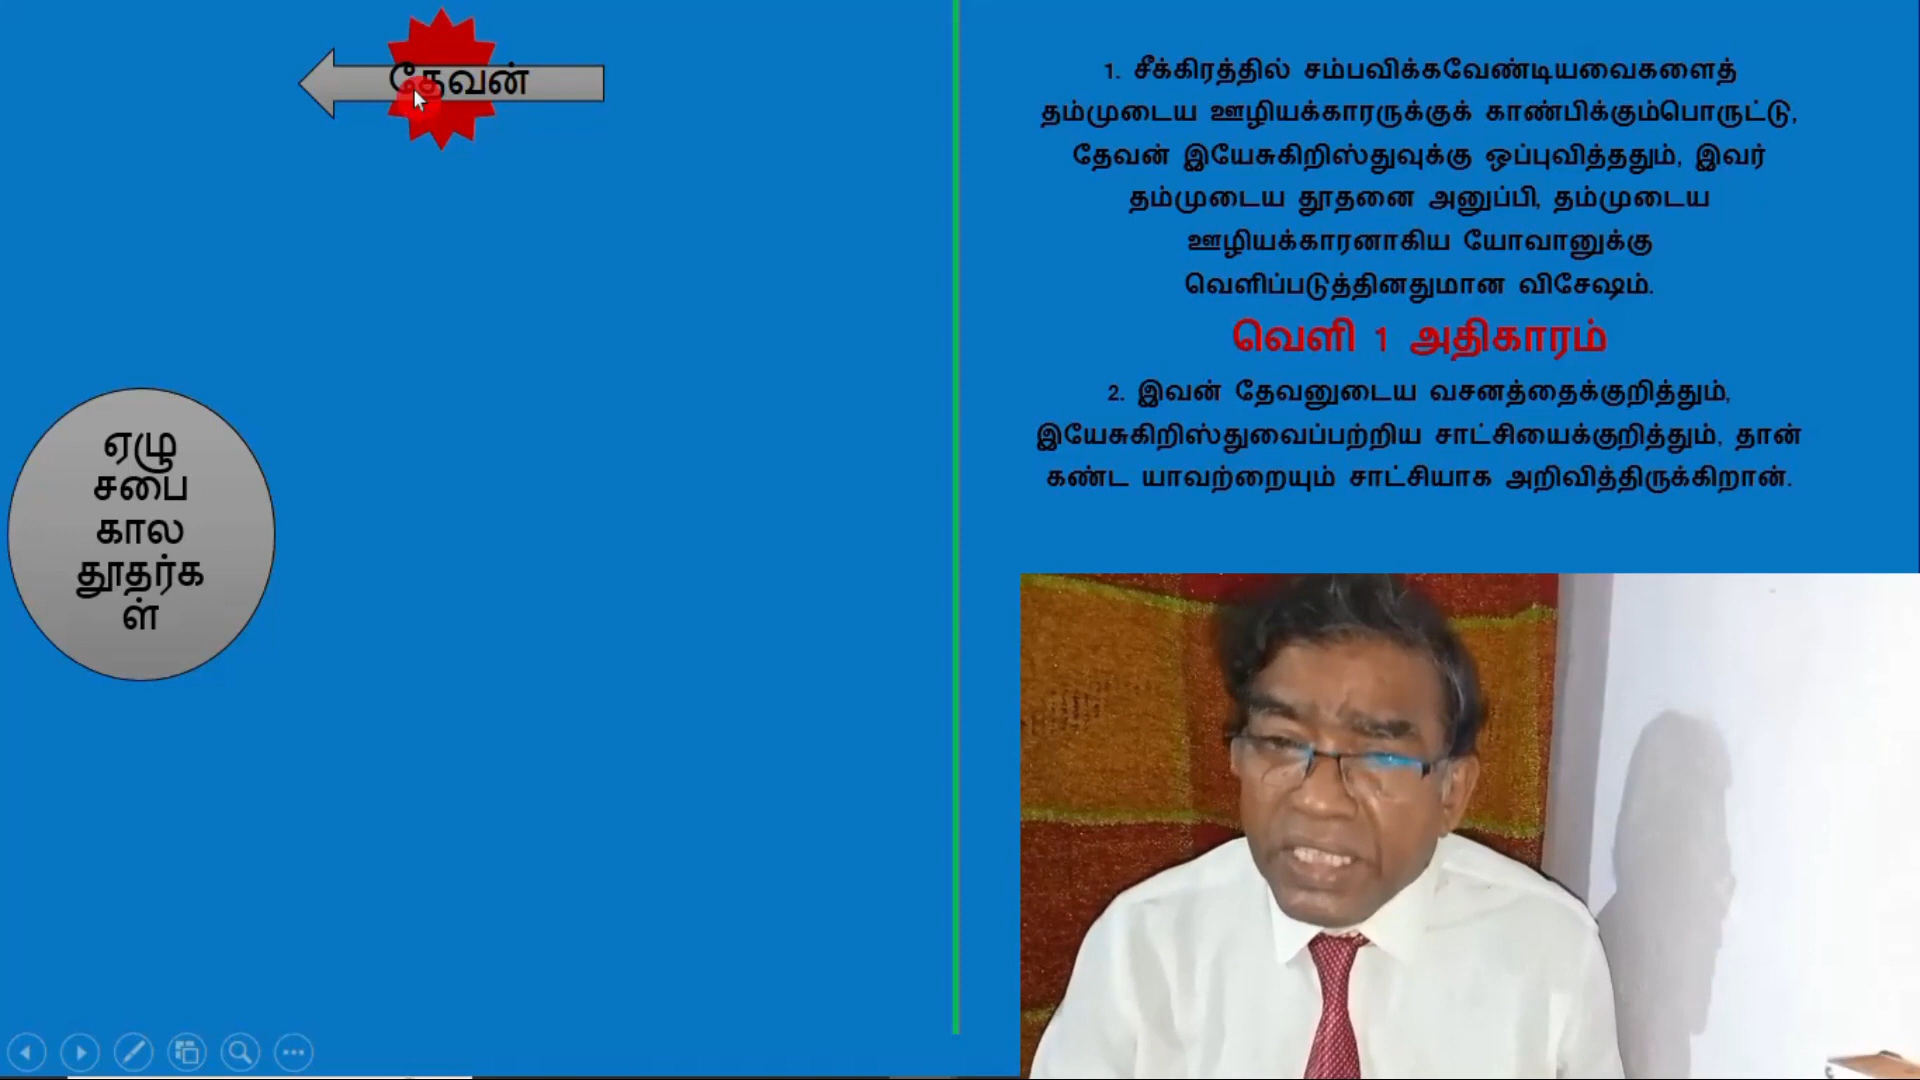 தேவன்
ஏழு
சபை
கால
தூதர்க
ள்
1. சீக்கிரத்தில் சம்பவிக்கவேண்டியவைகளைத்
தம்முடைய ஊழியக்காரருக்குக் காண்பிக்கும்பொருட்டு,
தேவன் இயேசுகிறிஸ்துவுக்கு ஒப்புவித்ததும், இவர்
தம்முடைய தூதனை அனுப்பி, தம்முடைய
ஊழியக்காரனாகிய யோவானுக்கு
வெளிப்படுத்தினதுமான விசேஷம்.
வெளி 1 அதிகாரம்
2. இவன் தேவனுடைய வசனத்தைக்குறித்தும்,
இயேசுகிறிஸ்துவைப்பற்றிய சாட்சியைக்குறித்தும், தான்
கண்ட யாவற்றையும் சாட்சியாக அறிவித்திருக்கிறான்.